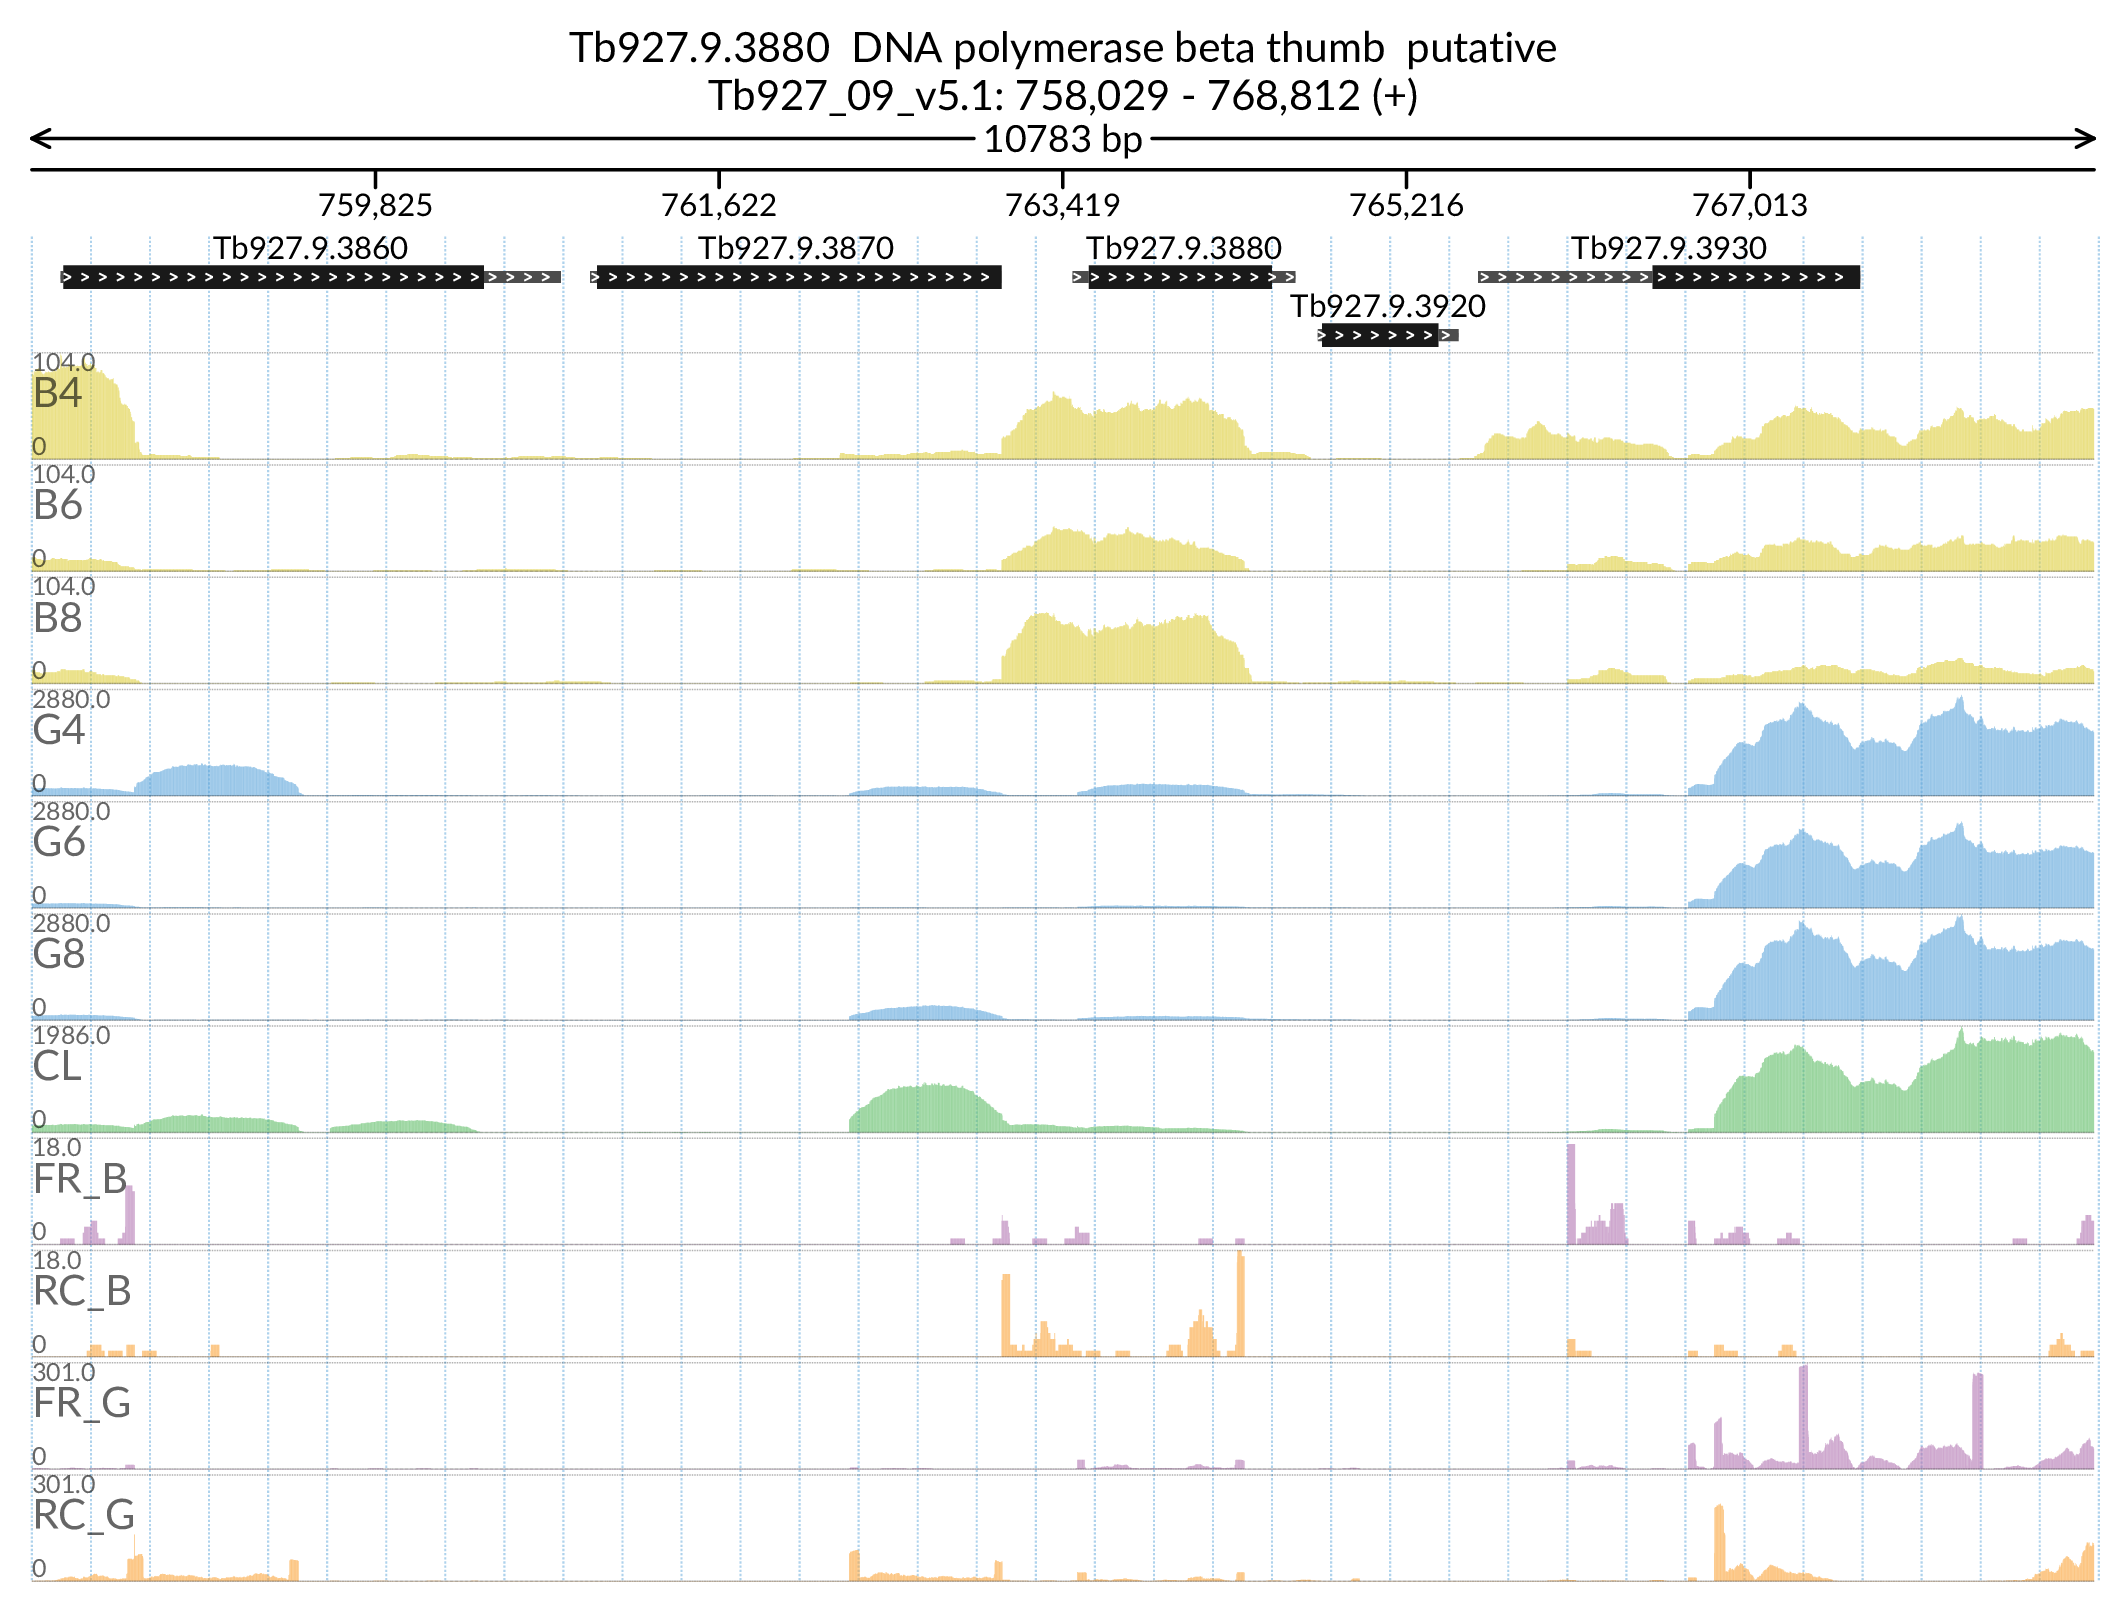 Tb927.9.3880  DNA polymerase beta thumb  putative
Tb927_09_v5.1: 758,029 - 768,812 (+)
10783 bp
759,825 761,622 763,419 765,216 767,013
Tb927.9.3860 Tb927.9.3870 Tb927.9.3880 Tb927.9.3930
Tb927.9.3920
104.0
B4
0
104.0
B6
0
104.0
B8
0
2880.0
G4
0
2880.0
G6
0
2880.0
G8
0
1986.0
CL
0
18.0
FR_B
0
18.0
RC_B
0
301.0
FR_G
0
301.0
RC_G
0